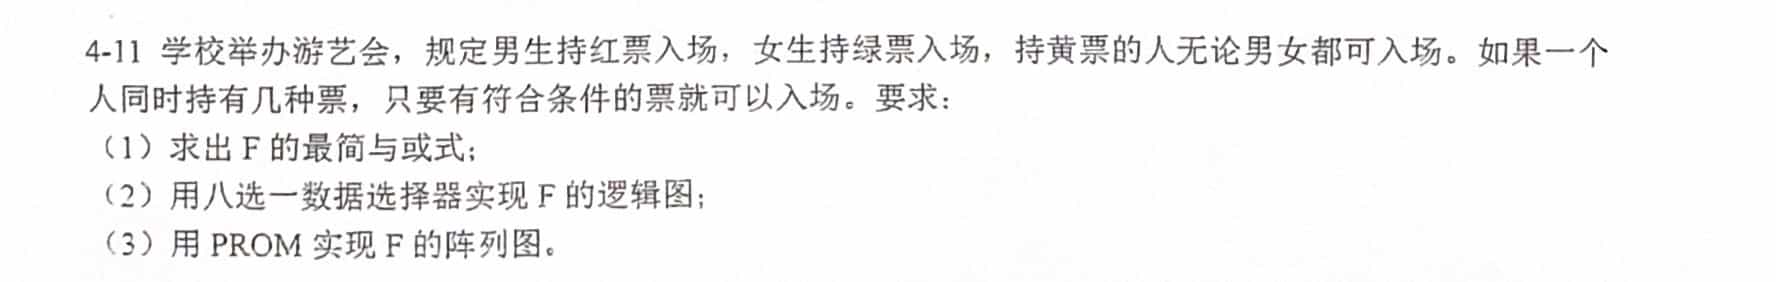 4-11 学校举办游艺会，规定男生持红票入场，女生持绿票入场，持黄票的人无论男女都可入场。如果一个
人同时持有几种票，只要有符合条件的票就可以入场。要求：
（1）求出 F 的最简与或式；
（2）用八选一数据选择器实现 F 的逻辑图；
（3）用 PROM 实现 F 的阵列图。